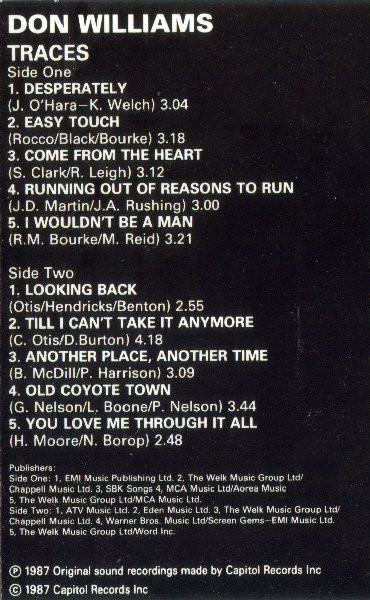 DON WILLIAMS
TRACES
Side One
1. DESPERATELY
(J. O'Hara–K. Welch) 3.04
2. EASY TOUCH
(Rocco/Black/Bourke) 3.18
3. COME FROM THE HEART
(S. Clark/R. Leigh) 3.12
4. RUNNING OUT OF REASONS TO RUN
(J.D. Martin/J.A. Rushing) 3.00
5. I WOULDN'T BE A MAN
(R.M. Bourke/M. Reid) 3.21
Side Two
1. LOOKING BACK
(Otis/Hendricks/Benton) 2.55
2. TILL I CAN'T TAKE IT ANYMORE
(C. Otis/D.Burton) 4.18
3. ANOTHER PLACE, ANOTHER TIME
(B. McDill/P. Harrison) 3.09
4. OLD COYOTE TOWN
(G. Nelson/L. Boone/P. Nelson) 3.44
5. YOU LOVE ME THROUGH IT ALL
(H. Moore/N. Borop) 2.48
Publishers:
Side One: 1, EMI Music Publishing Ltd. 2, The Welk Music Group Ltd/
Chappell Music Ltd. 3, SBK Songs 4, MCA Music Ltd/Aorea Music
5, The Welk Music Group Ltd/MCA Music Ltd.
Side Two: 1, ATV Music Ltd. 2, Eden Music Ltd. 3, The Welk Music Group Ltd/
Chappell Music Ltd. 4, Warner Bros. Music Ltd/Screen Gems–EMI Music Ltd.
5, The Welk Music Group Ltd/Word Inc.
℗ 1987 Original sound recordings made by Capitol Records Inc
© 1987 Capitol Records Inc